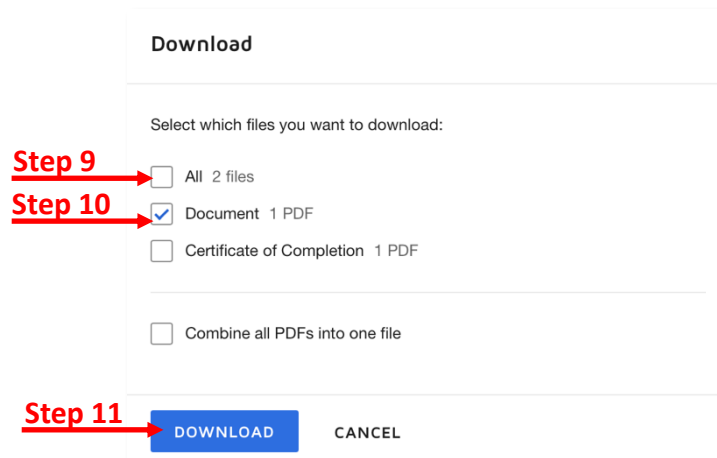 Download
Select which files you want to download:
Step 9
All 2 files
Step 10
Document 1 PDF
Certificate of Completion 1 PDF
Combine all PDFs into one file
Step 11
DOWNLOAD CANCEL